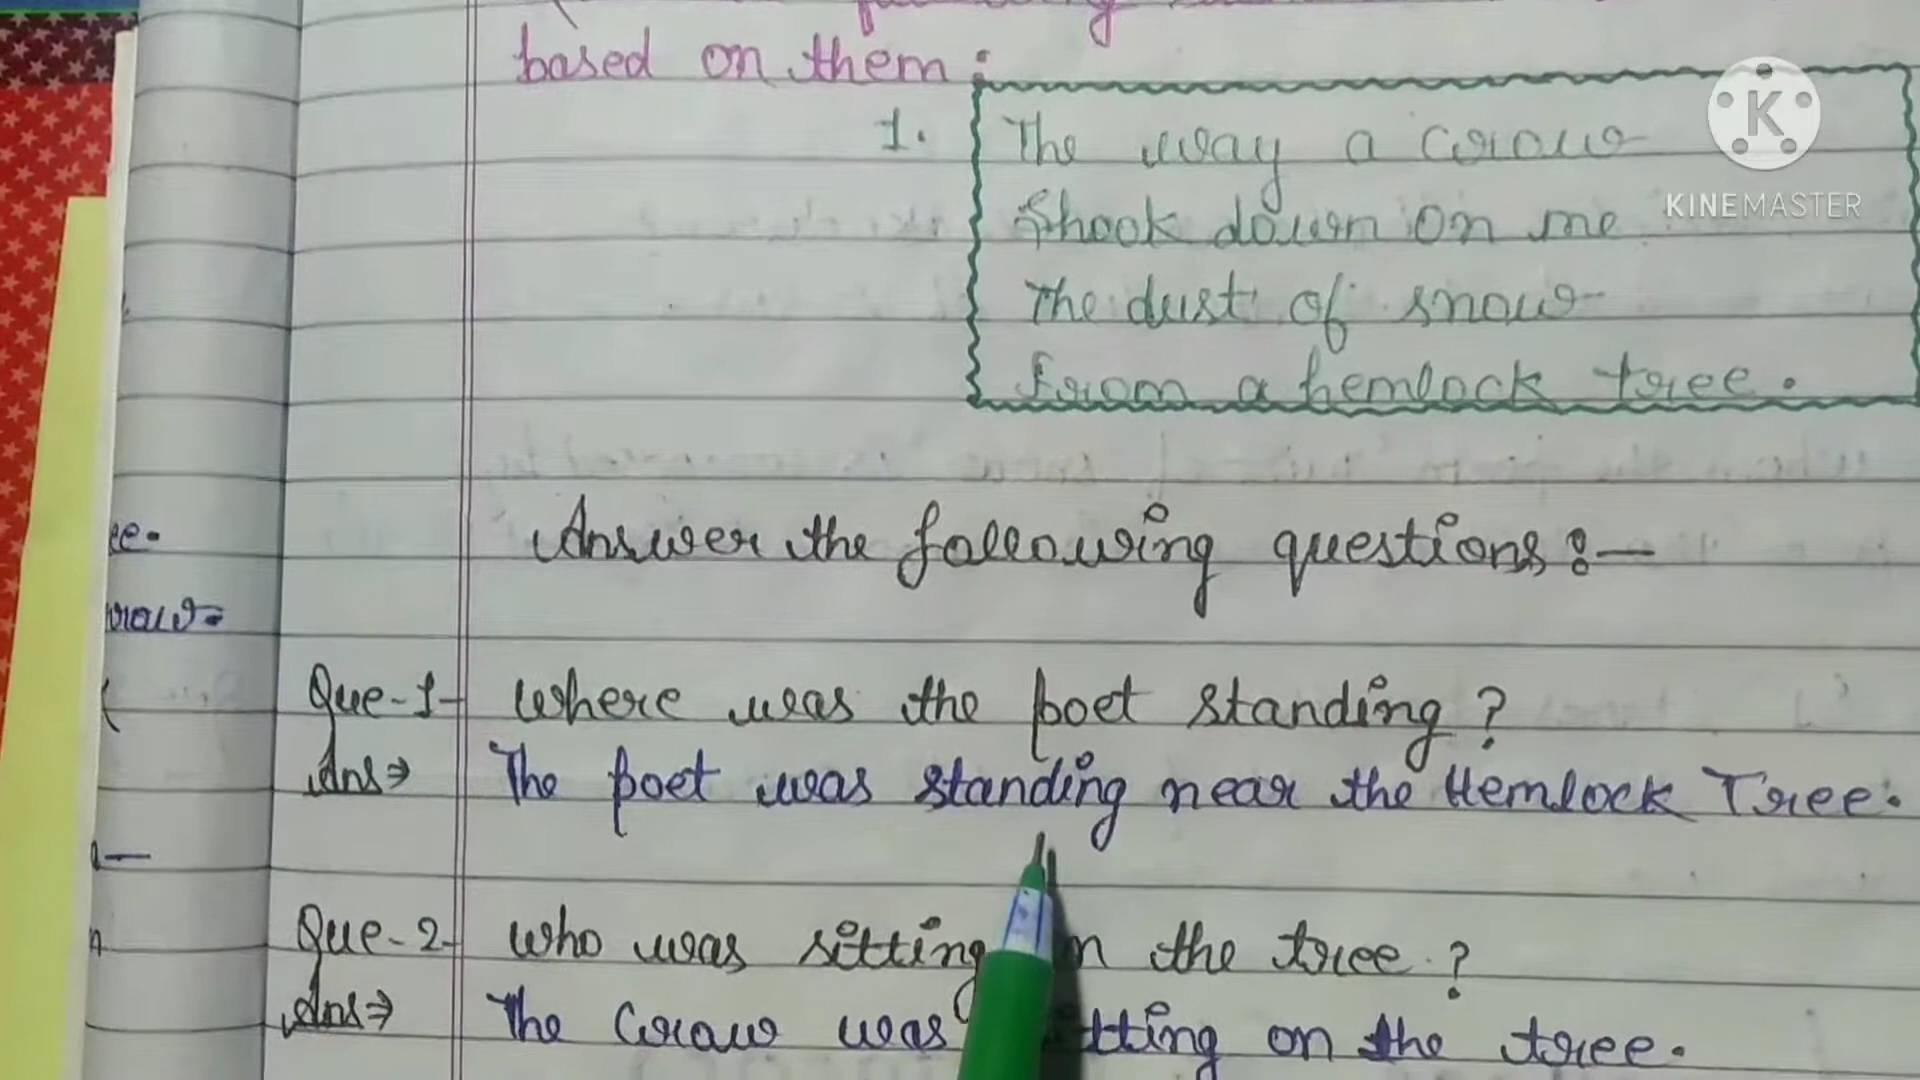 based on them :
1. The way a crow
Shook down on me
The dust of snow
From a hemlock tree.
KINEMASTER
Answer the following questions :—
Que-1- Where was the poet standing?
Ans⇒ The poet was standing near the Hemlock Tree.
Que-2- Who was sitting on the tree?
Ans⇒ The Crow was sitting on the tree.